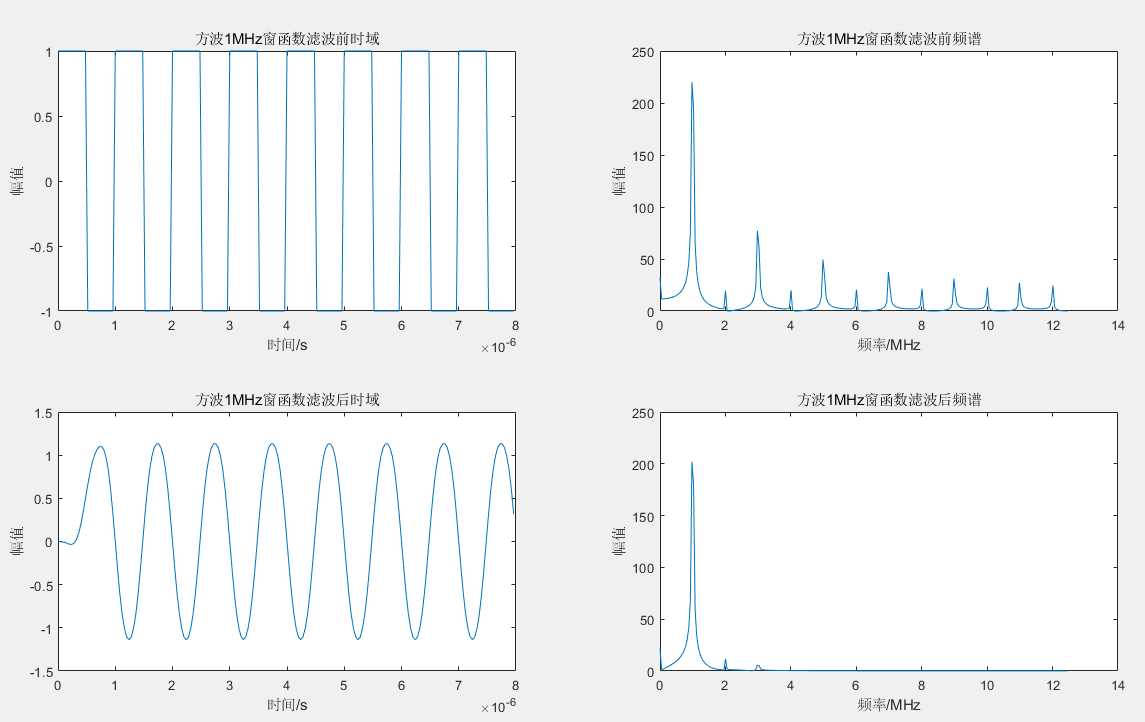 方波1MHz窗函数滤波前时域
1
0.5
0
-0.5
-1
幅值
0 1 2 3 4 5 6 7 8
时间/s
×10-6
方波1MHz窗函数滤波前频谱
250
200
150
100
50
0
幅值
0 2 4 6 8 10 12 14
频率/MHz
方波1MHz窗函数滤波后时域
1.5
1
0.5
0
-0.5
-1
-1.5
幅值
0 1 2 3 4 5 6 7 8
时间/s
×10-6
方波1MHz窗函数滤波后频谱
250
200
150
100
50
0
幅值
0 2 4 6 8 10 12 14
频率/MHz